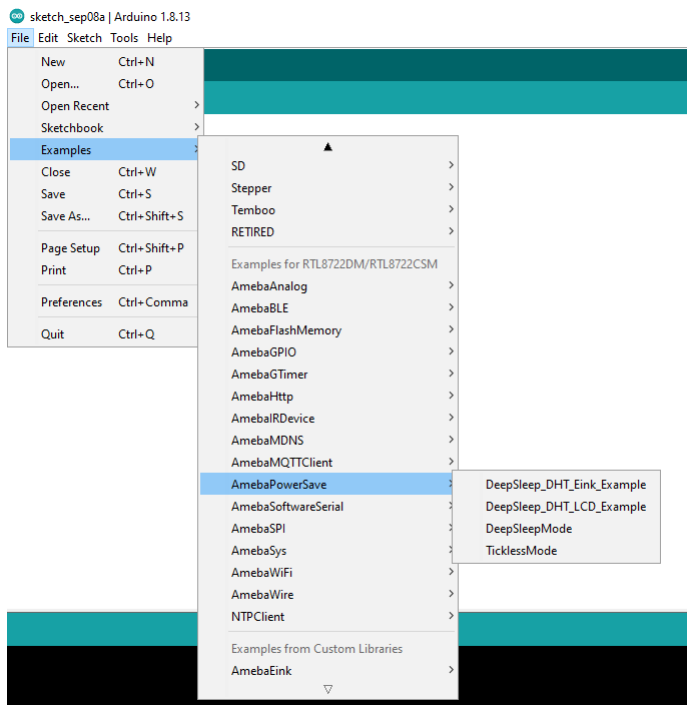 sketch_sep08a | Arduino 1.8.13
File Edit Sketch Tools Help
New Ctrl+N
Open... Ctrl+O
Open Recent
Sketchbook
Examples
Close Ctrl+W
Save Ctrl+S
Save As... Ctrl+Shift+S
Page Setup Ctrl+Shift+P
Print Ctrl+P
Preferences Ctrl+Comma
Quit Ctrl+Q
SD
Stepper
Temboo
RETIRED
Examples for RTL8722DM/RTL8722CSM
AmebaAnalog
AmebaBLE
AmebaFlashMemory
AmebaGPIO
AmebaGTimer
AmebaHttp
AmebaIRDevice
AmebaMDNS
AmebaMQTTClient
AmebaPowerSave
AmebaSoftwareSerial
AmebaSPI
AmebaSys
AmebaWiFi
AmebaWire
NTPClient
Examples from Custom Libraries
AmebaEink
DeepSleep_DHT_Eink_Example
DeepSleep_DHT_LCD_Example
DeepSleepMode
TicklessMode